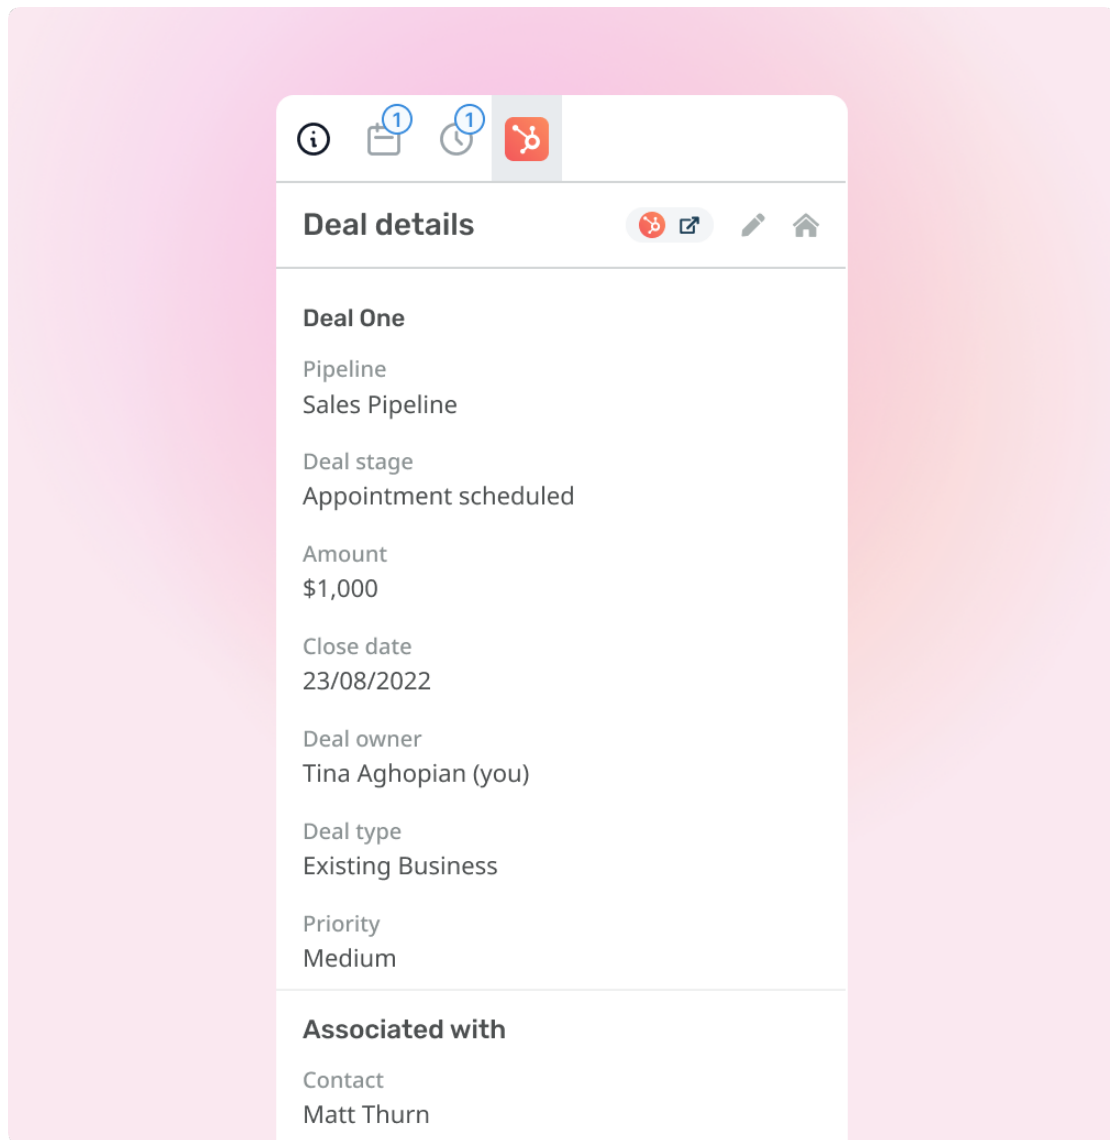 1
1
Deal details
Deal One
Pipeline
Sales Pipeline
Deal stage
Appointment scheduled
Amount
$1,000
Close date
23/08/2022
Deal owner
Tina Aghopian (you)
Deal type
Existing Business
Priority
Medium
Associated with
Contact
Matt Thurn